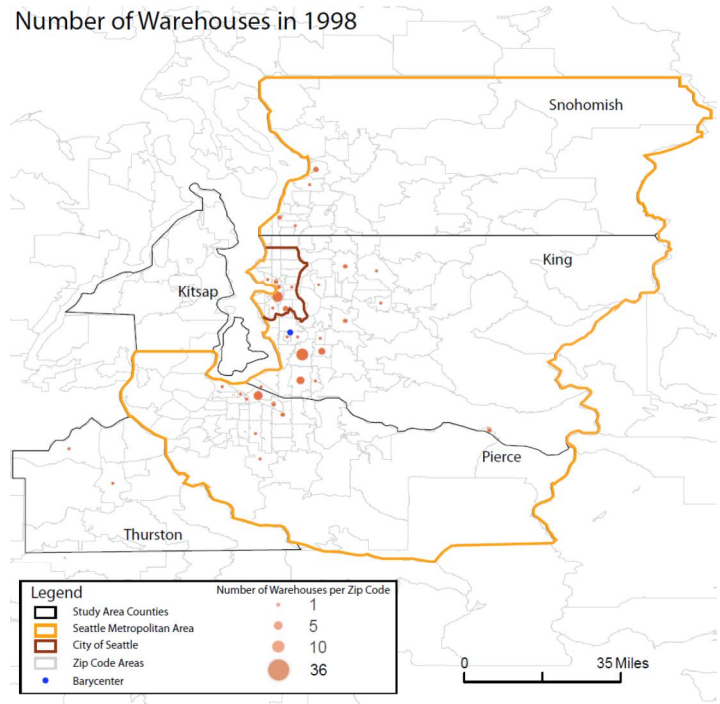 Number of Warehouses in 1998
Snohomish
King
Kitsap
Pierce
Thurston
Legend
Study Area Counties
Seattle Metropolitan Area
City of Seattle
Zip Code Areas
Barycenter
Number of Warehouses per Zip Code
1
5
10
36
0 35 Miles